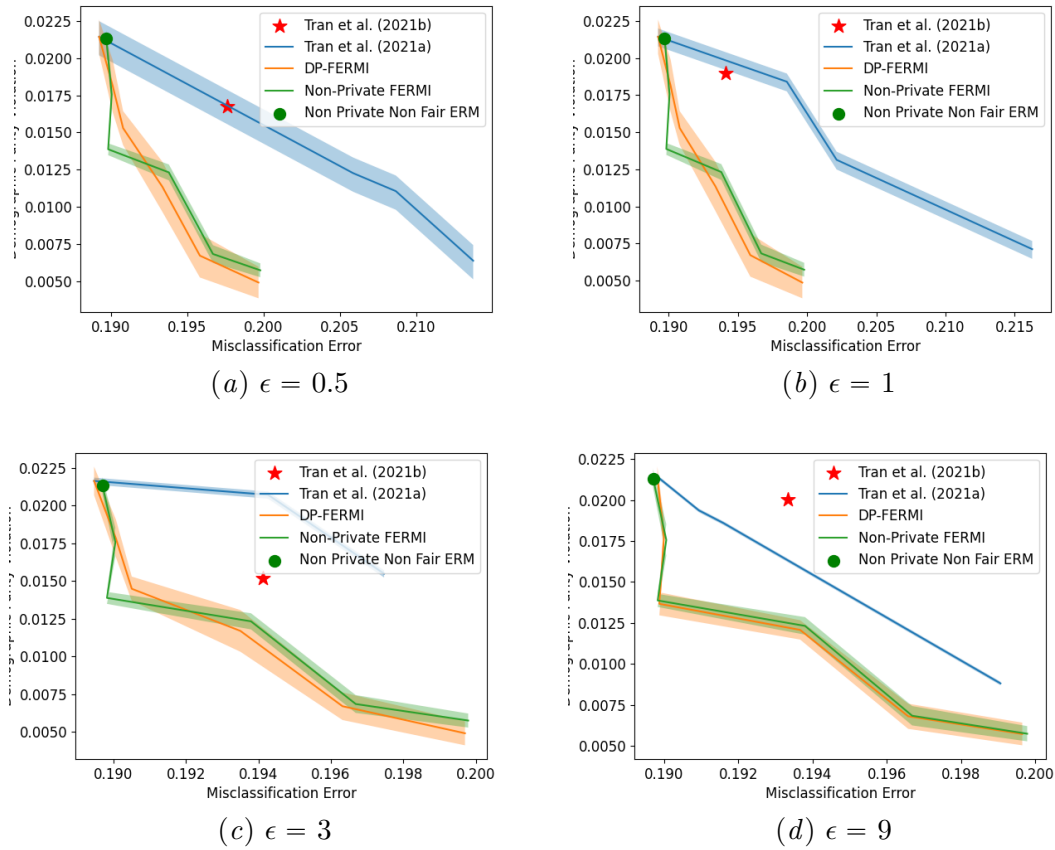 Tran et al. (2021b)
Tran et al. (2021a)
DP-FERMI
Non-Private FERMI
Non Private Non Fair ERM
0.0225
0.0200
0.0175
0.0150
0.0125
0.0100
0.0075
0.0050
0.190 0.195 0.200 0.205 0.210
Misclassification Error
(a) ϵ = 0.5
Tran et al. (2021b)
Tran et al. (2021a)
DP-FERMI
Non-Private FERMI
Non Private Non Fair ERM
0.0225
0.0200
0.0175
0.0150
0.0125
0.0100
0.0075
0.0050
0.190 0.195 0.200 0.205 0.210 0.215
Misclassification Error
(b) ϵ = 1
Tran et al. (2021b)
Tran et al. (2021a)
DP-FERMI
Non-Private FERMI
Non Private Non Fair ERM
0.0225
0.0200
0.0175
0.0150
0.0125
0.0100
0.0075
0.0050
0.190 0.192 0.194 0.196 0.198 0.200
Misclassification Error
(c) ϵ = 3
Tran et al. (2021b)
Tran et al. (2021a)
DP-FERMI
Non-Private FERMI
Non Private Non Fair ERM
0.0225
0.0200
0.0175
0.0150
0.0125
0.0100
0.0075
0.0050
0.190 0.192 0.194 0.196 0.198 0.200
Misclassification Error
(d) ϵ = 9